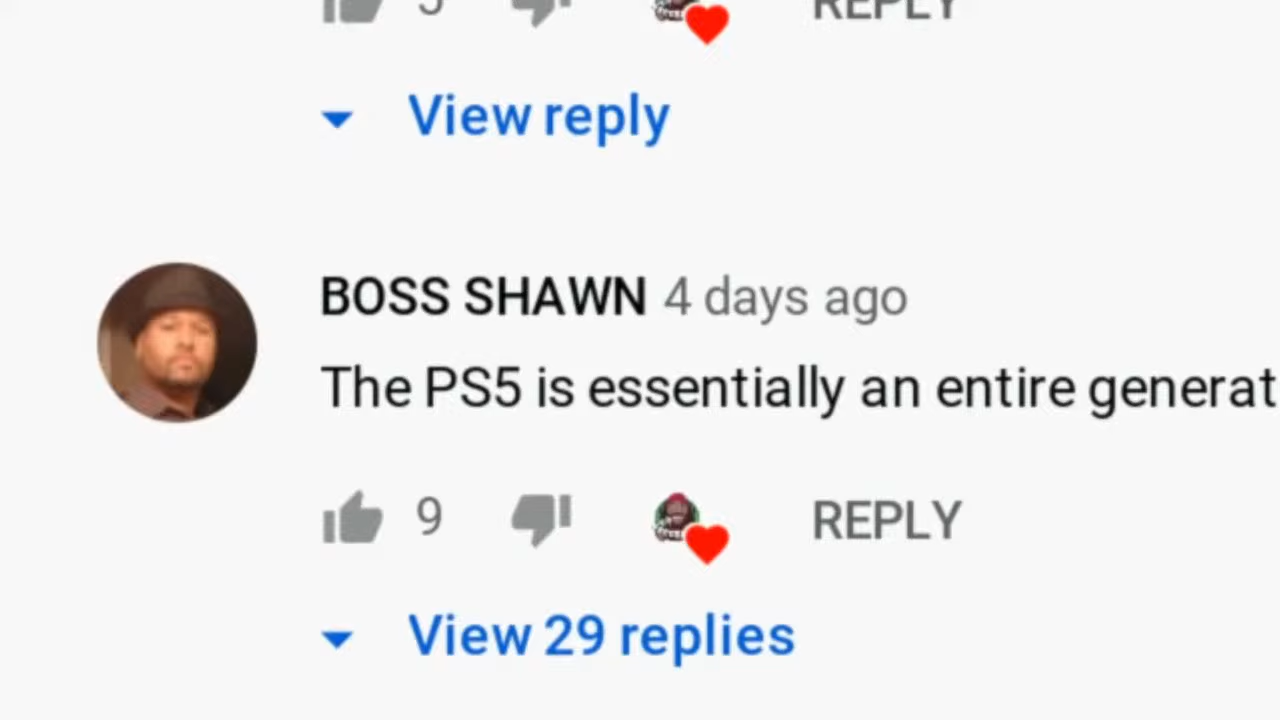 REPLY
View reply
BOSS SHAWN 4 days ago
The PS5 is essentially an entire generat
9 REPLY
View 29 replies